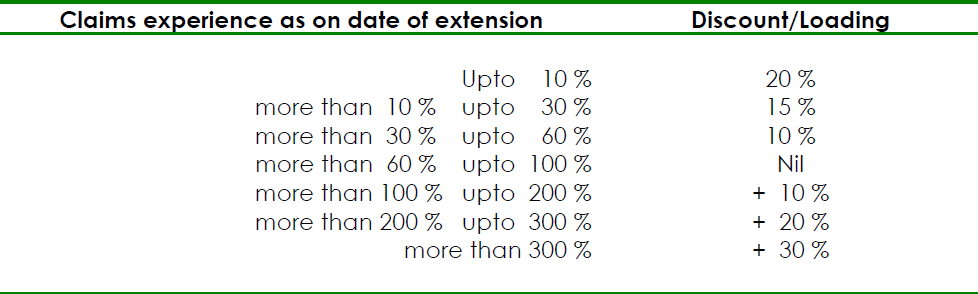 Claims experience as on date of extension Discount/Loading
Upto 10 % 20 %
more than 10 % upto 30 % 15 %
more than 30 % upto 60 % 10 %
more than 60 % upto 100 % Nil
more than 100 % upto 200 % + 10 %
more than 200 % upto 300 % + 20 %
more than 300 % + 30 %